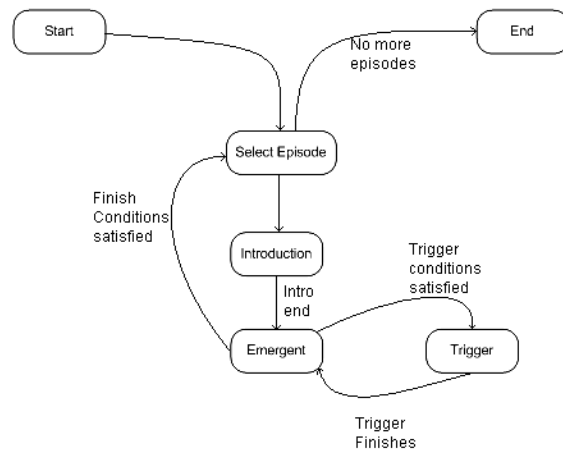 Start
End
No more
episodes
Select Episode
Finish
Conditions
satisfied
Introduction
Trigger
conditions
satisfied
Intro
end
Emergent
Trigger
Trigger
Finishes